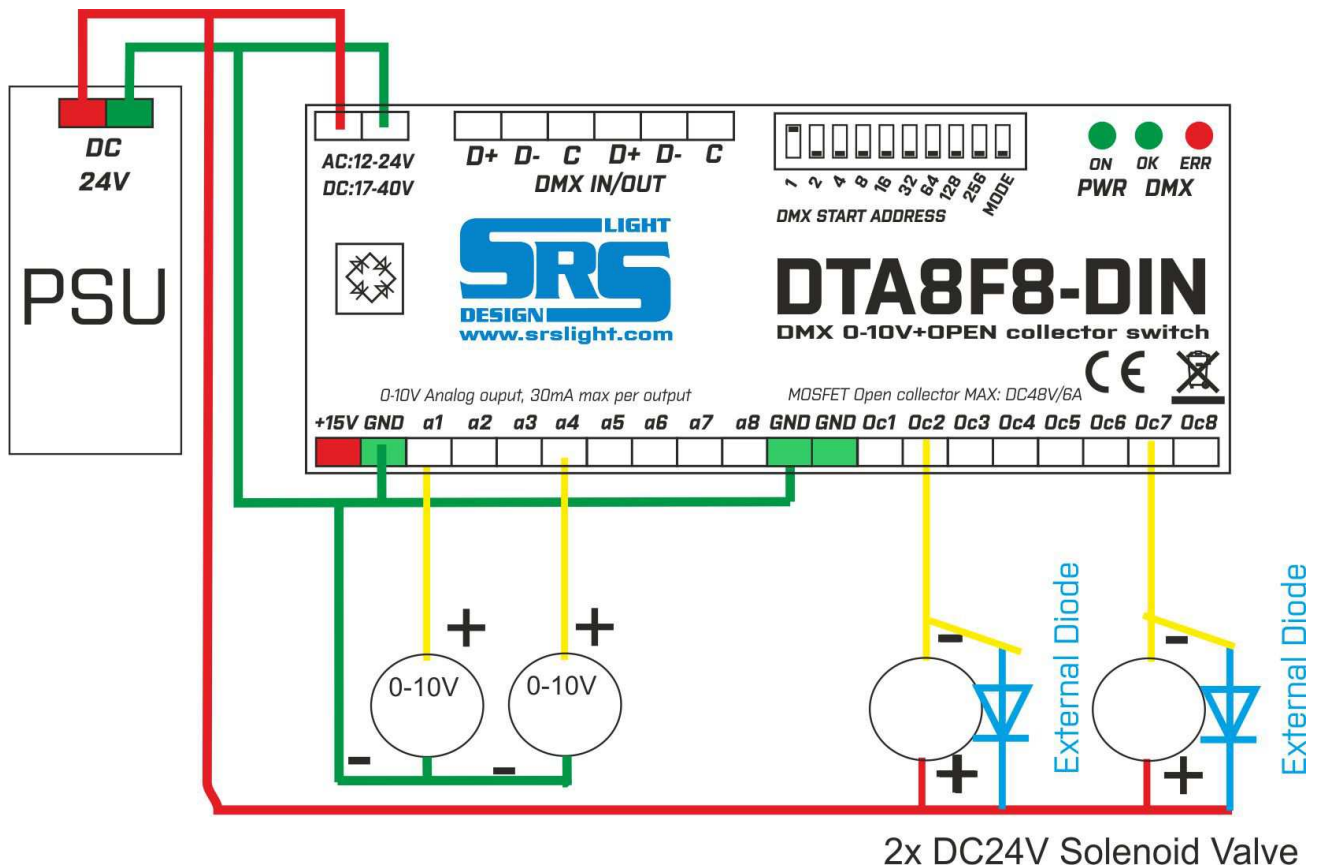 DC
24V
PSU
AC:12-24V
DC:17-40V
D+ D- C D+ D- C
DMX IN/OUT
1 2 4 8 16 32 64 128 256 MODE
DMX START ADDRESS
ON OK ERR
PWR DMX
LIGHT
SRS
DESIGN
www.srslight.com
DTA8F8-DIN
DMX 0-10V+OPEN collector switch
CE
0-10V Analog ouput, 30mA max per output
MOSFET Open collector MAX: DC48V/6A
+15V GND a1 a2 a3 a4 a5 a6 a7 a8 GND GND Oc1 Oc2 Oc3 Oc4 Oc5 Oc6 Oc7 Oc8
+ + - -
0-10V 0-10V
External Diode
External Diode
- - + +
2x DC24V Solenoid Valve